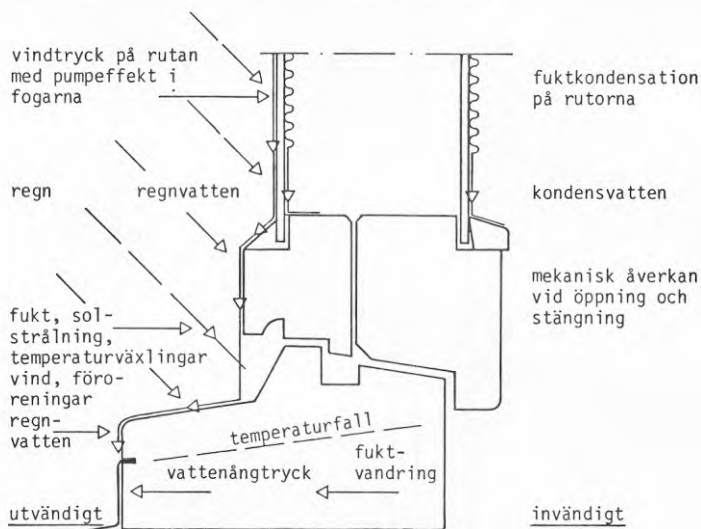 vindtryck på rutan
med pumpeffekt i
fogarna
fuktkondensation
på rutorna
regn
regnvatten
kondensvatten
mekanisk åverkan
vid öppning och
stängning
fukt, sol-
strålning,
temperaturväxlingar
vind, föro-
reningar
regn-
vatten
temperaturfall
vattenångtryck
fukt-
vandring
utvändigt
invändigt